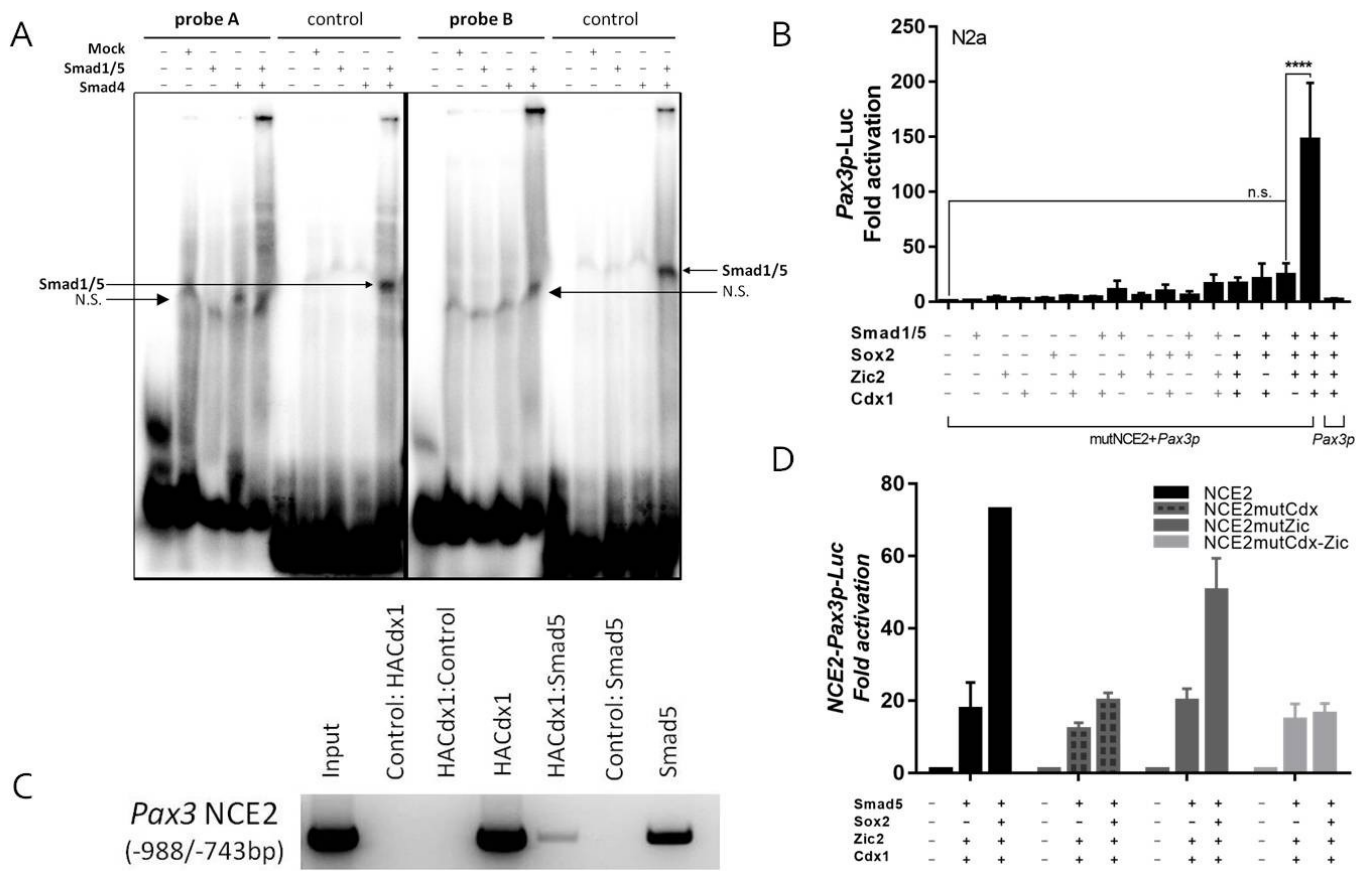 A
probe A control probe B control
Mock – + – – – – + – – – – + – – – – + – – –
Smad1/5 – – + – + – – + – + – – + – + – – + – +
Smad4 – – – + + – – – + + – – – + + – – – + +
Smad1/5
N.S.
Smad1/5
N.S.
B
N2a
Pax3p-Luc
Fold activation
250
200
150
100
50
0
n.s.
****
Smad1/5 – + – – – – + + – – + + – + + + +
Sox2 – – – – + – – – + + + – + + + + +
Zic2 – – + – – + – + + – – + + – + + +
Cdx1 – – – + – + + – – + – + + + – + +
mutNCE2+Pax3p Pax3p
C
Input
Control: HACdx1
HACdx1:Control
HACdx1
HACdx1:Smad5
Control: Smad5
Smad5
Pax3 NCE2
(-988/-743bp)
D
NCE2-Pax3p-Luc
Fold activation
80
60
40
20
0
NCE2
NCE2mutCdx
NCE2mutZic
NCE2mutCdx-Zic
Smad5 – + + – + + – + + – + +
Sox2 – + – + – + – +
Zic2 – + + – + + – + + – + +
Cdx1 – + + – + + – + + – + +